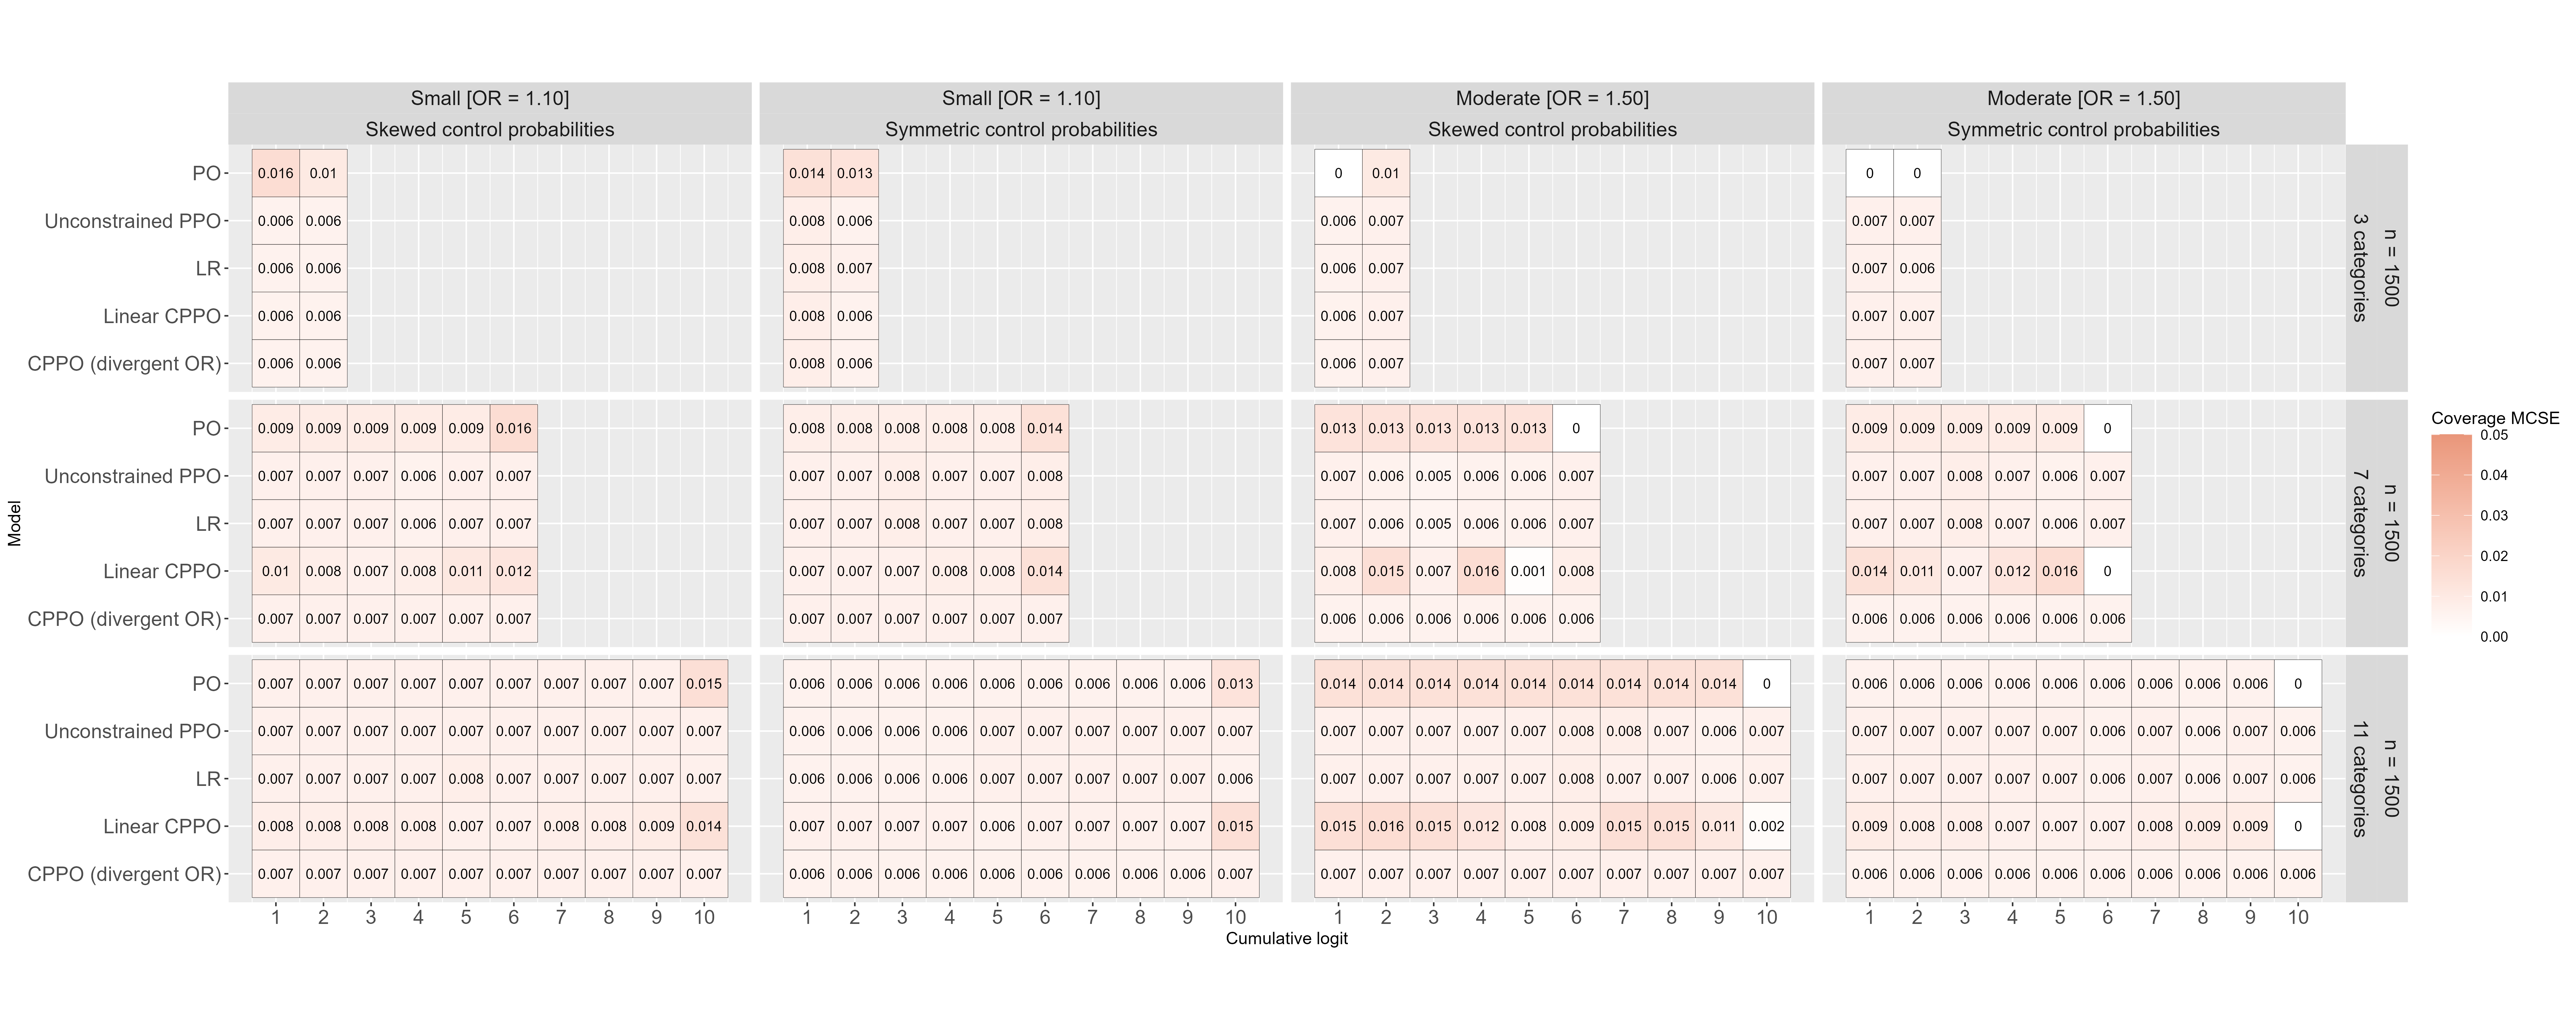 Small [OR = 1.10] Small [OR = 1.10] Moderate [OR = 1.50] Moderate [OR = 1.50]
Skewed control probabilities Symmetric control probabilities Skewed control probabilities Symmetric control probabilities
PO 0.016 0.01 0.014 0.013 0 0.01 0 0
Unconstrained PPO 0.006 0.006 0.008 0.006 0.006 0.007 0.007 0.007
LR 0.006 0.006 0.008 0.007 0.006 0.007 0.007 0.006
Linear CPPO 0.006 0.006 0.008 0.006 0.006 0.007 0.007 0.007
CPPO (divergent OR) 0.006 0.006 0.008 0.006 0.006 0.007 0.007 0.007
n = 1500
3 categories
PO 0.009 0.009 0.009 0.009 0.009 0.016 0.008 0.008 0.008 0.008 0.008 0.014 0.013 0.013 0.013 0.013 0.013 0 0.009 0.009 0.009 0.009 0.009 0
Unconstrained PPO 0.007 0.007 0.007 0.006 0.007 0.007 0.007 0.007 0.008 0.007 0.007 0.008 0.007 0.006 0.005 0.006 0.006 0.007 0.007 0.007 0.008 0.007 0.006 0.007
LR 0.007 0.007 0.007 0.006 0.007 0.007 0.007 0.007 0.008 0.007 0.007 0.008 0.007 0.006 0.005 0.006 0.006 0.007 0.007 0.007 0.008 0.007 0.006 0.007
Linear CPPO 0.01 0.008 0.007 0.008 0.011 0.012 0.007 0.007 0.007 0.008 0.008 0.014 0.008 0.015 0.007 0.016 0.001 0.008 0.014 0.011 0.007 0.012 0.016 0
CPPO (divergent OR) 0.007 0.007 0.007 0.007 0.007 0.007 0.007 0.007 0.007 0.007 0.007 0.007 0.006 0.006 0.006 0.006 0.006 0.006 0.006 0.006 0.006 0.006 0.006 0.006
n = 1500
7 categories
PO 0.007 0.007 0.007 0.007 0.007 0.007 0.007 0.007 0.007 0.015 0.006 0.006 0.006 0.006 0.006 0.006 0.006 0.006 0.006 0.013 0.014 0.014 0.014 0.014 0.014 0.014 0.014 0.014 0.014 0 0.006 0.006 0.006 0.006 0.006 0.006 0.006 0.006 0.006 0
Unconstrained PPO 0.007 0.007 0.007 0.007 0.007 0.007 0.007 0.007 0.007 0.007 0.006 0.006 0.006 0.006 0.007 0.007 0.007 0.007 0.007 0.007 0.007 0.007 0.007 0.007 0.007 0.008 0.008 0.007 0.006 0.007 0.007 0.007 0.007 0.007 0.007 0.006 0.007 0.006 0.007 0.006
LR 0.007 0.007 0.007 0.007 0.008 0.007 0.007 0.007 0.007 0.007 0.006 0.006 0.006 0.006 0.007 0.007 0.007 0.007 0.007 0.006 0.007 0.007 0.007 0.007 0.007 0.008 0.007 0.007 0.006 0.007 0.007 0.007 0.007 0.007 0.007 0.006 0.007 0.006 0.007 0.006
Linear CPPO 0.008 0.008 0.008 0.008 0.007 0.007 0.008 0.008 0.009 0.014 0.007 0.007 0.007 0.007 0.006 0.007 0.007 0.007 0.007 0.015 0.015 0.016 0.015 0.012 0.008 0.009 0.015 0.015 0.011 0.002 0.009 0.008 0.008 0.007 0.007 0.007 0.008 0.009 0.009 0
CPPO (divergent OR) 0.007 0.007 0.007 0.007 0.007 0.007 0.007 0.007 0.007 0.007 0.006 0.006 0.006 0.006 0.006 0.006 0.006 0.006 0.006 0.007 0.007 0.007 0.007 0.007 0.007 0.007 0.007 0.007 0.007 0.007 0.006 0.006 0.006 0.006 0.006 0.006 0.006 0.006 0.006 0.006
n = 1500
11 categories
1 2 3 4 5 6 7 8 9 10 1 2 3 4 5 6 7 8 9 10 1 2 3 4 5 6 7 8 9 10 1 2 3 4 5 6 7 8 9 10
Cumulative logit
Model
Coverage MCSE
0.05
0.04
0.03
0.02
0.01
0.00